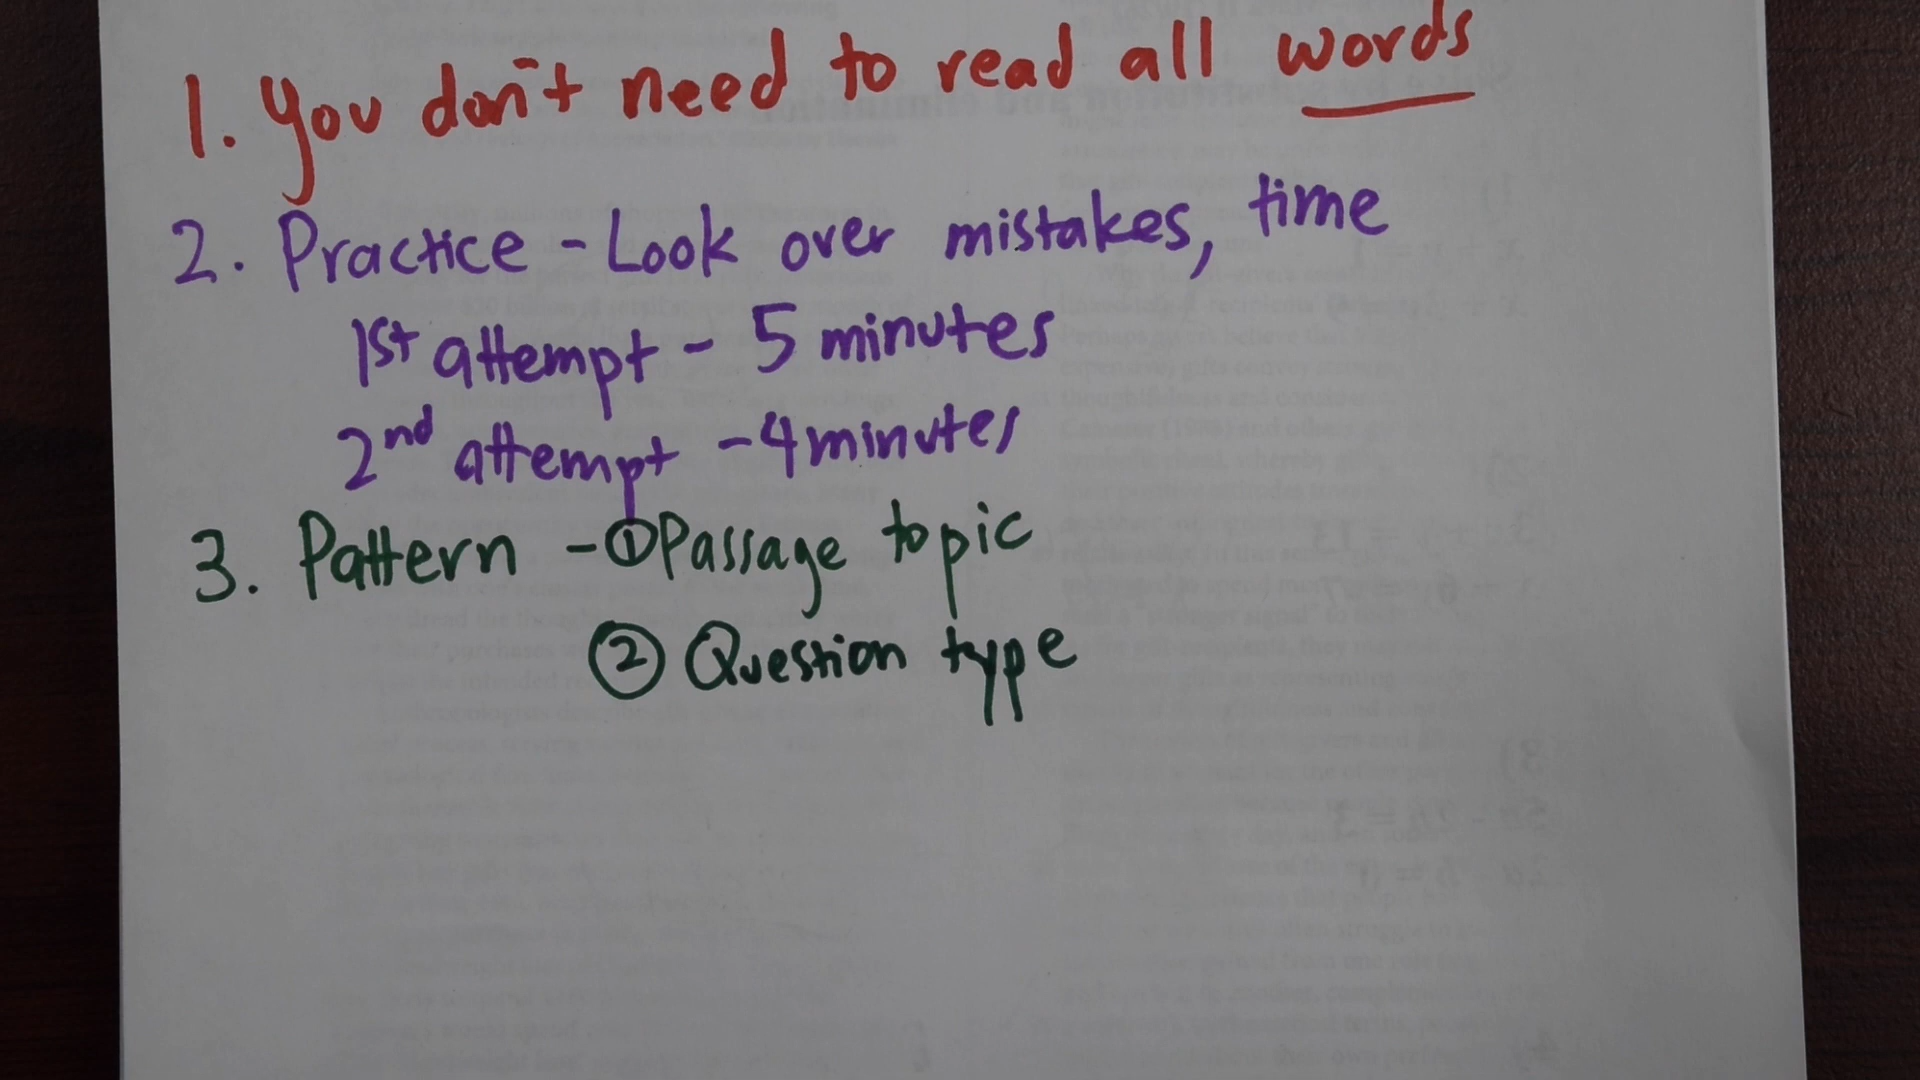 1. You don't need to read all words
2. Practice - Look over mistakes, time
1st attempt - 5 minutes
2nd attempt - 4 minutes
3. Pattern - ① Passage topic
② Question type